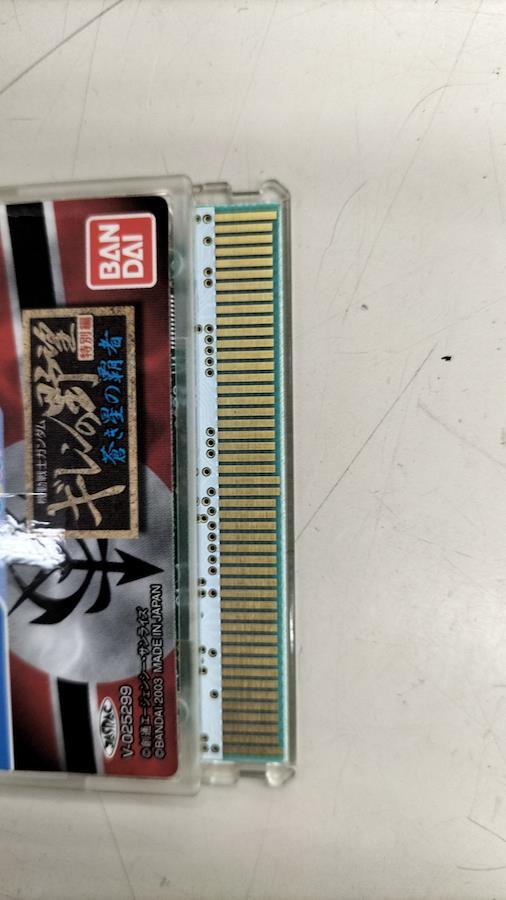 BAN
DAI
機動戦士ガンダム
ギレンの野望
特別編
蒼き星の覇者
V-025299
©創通エージェンシー・サンライズ
©BANDAI 2003 MADE IN JAPAN